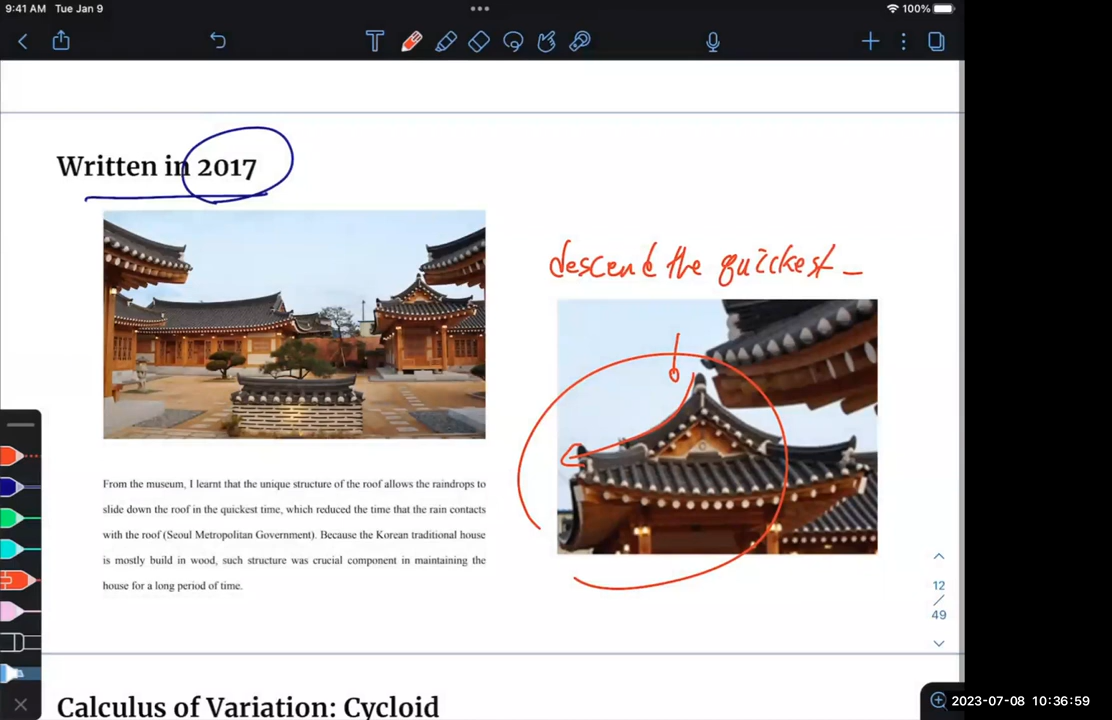 9:41 AM Tue Jan 9
100%
Written in 2017
descend the quickest
From the museum, I learnt that the unique structure of the roof allows the raindrops to
slide down the roof in the quickest time, which reduced the time that the rain contacts
with the roof (Seoul Metropolitan Government). Because the Korean traditional house
is mostly build in wood, such structure was crucial component in maintaining the
house for a long period of time.
12
/
49
Calculus of Variation: Cycloid
2023-07-08 10:36:59